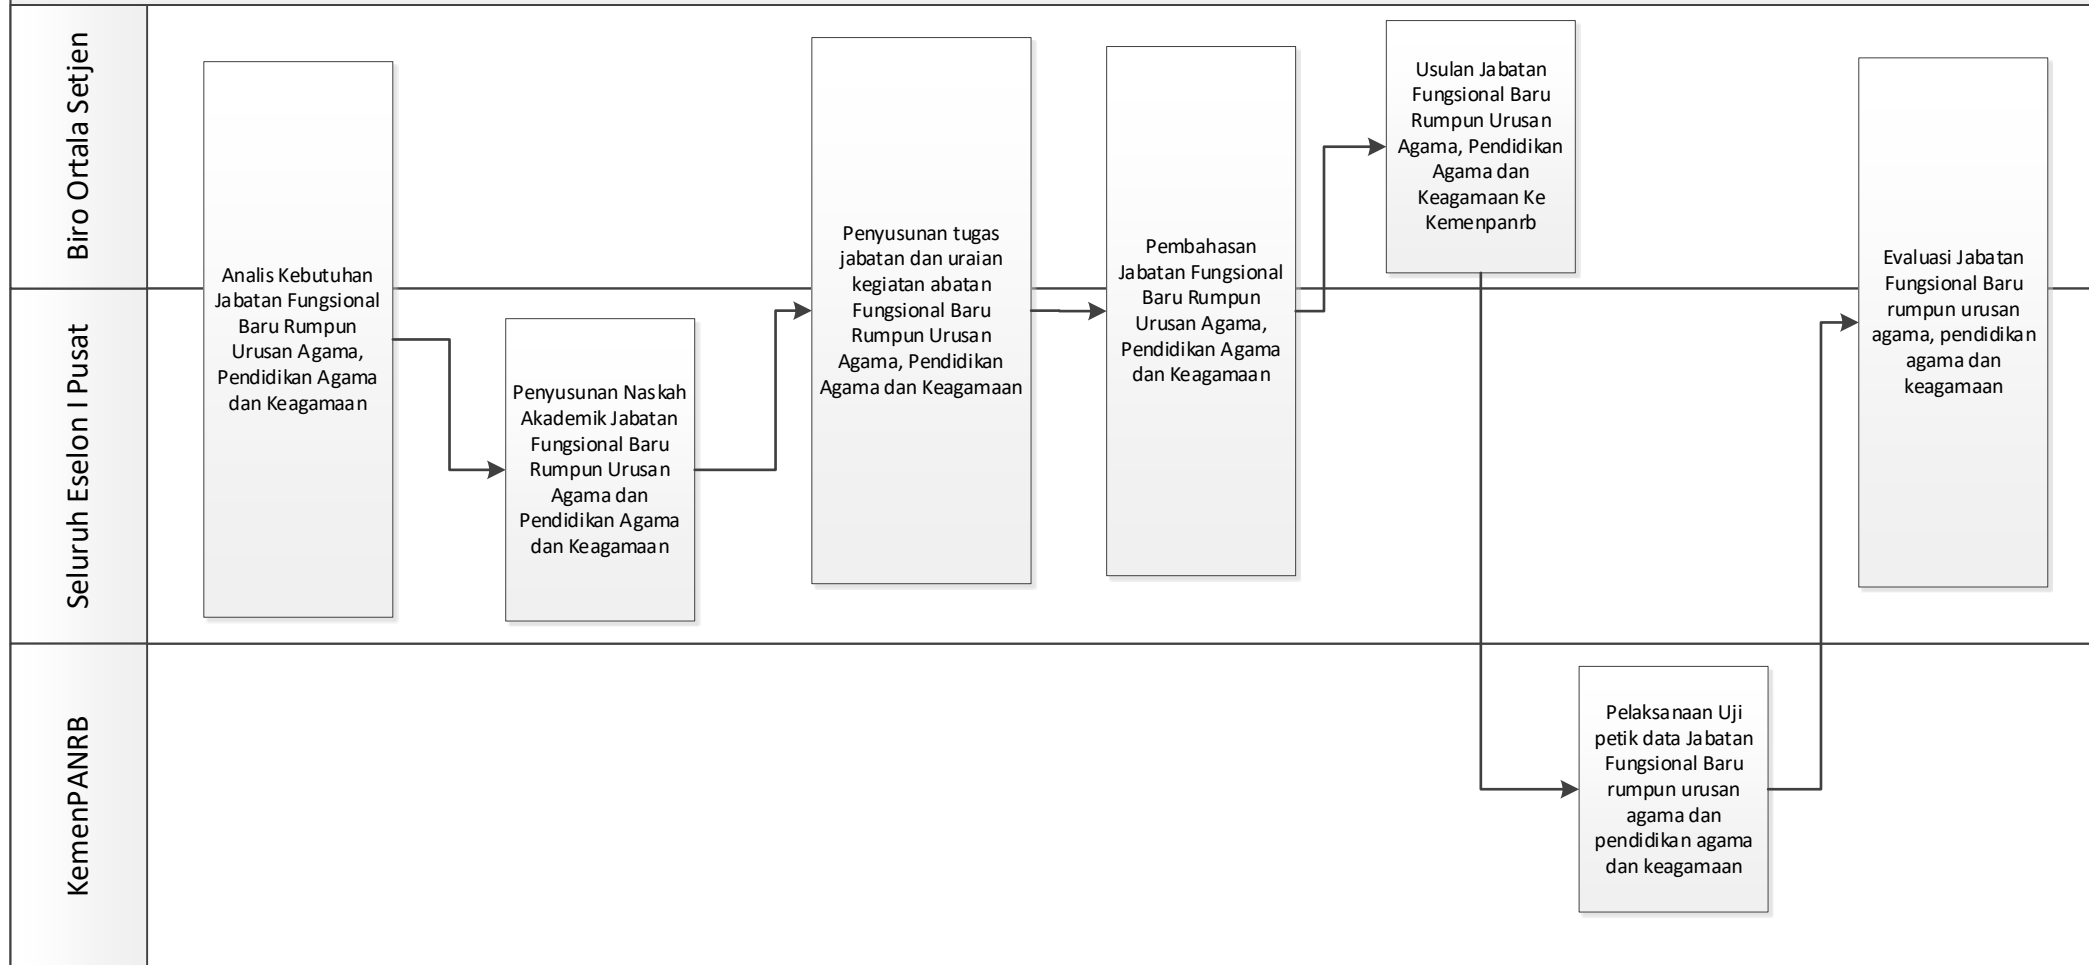 Biro Ortala Setjen
Seluruh Eselon I Pusat
KemenPANRB
Analis Kebutuhan
Jabatan Fungsional
Baru Rumpun
Urusan Agama,
Pendidikan Agama
dan Keagamaan
Penyusunan Naskah
Akademik Jabatan
Fungsional Baru
Rumpun Urusan
Agama dan
Pendidikan Agama
dan Keagamaan
Penyusunan tugas
jabatan dan uraian
kegiatan abatan
Fungsional Baru
Rumpun Urusan
Agama, Pendidikan
Agama dan Keagamaan
Pembahasan
Jabatan Fungsional
Baru Rumpun
Urusan Agama,
Pendidikan Agama
dan Keagamaan
Usulan Jabatan
Fungsional Baru
Rumpun Urusan
Agama, Pendidikan
Agama dan
Keagamaan Ke
Kemenpanrb
Pelaksanaan Uji
petik data Jabatan
Fungsional Baru
rumpun urusan
agama dan
pendidikan agama
dan keagamaan
Evaluasi Jabatan
Fungsional Baru
rumpun urusan
agama, pendidikan
agama dan
keagamaan